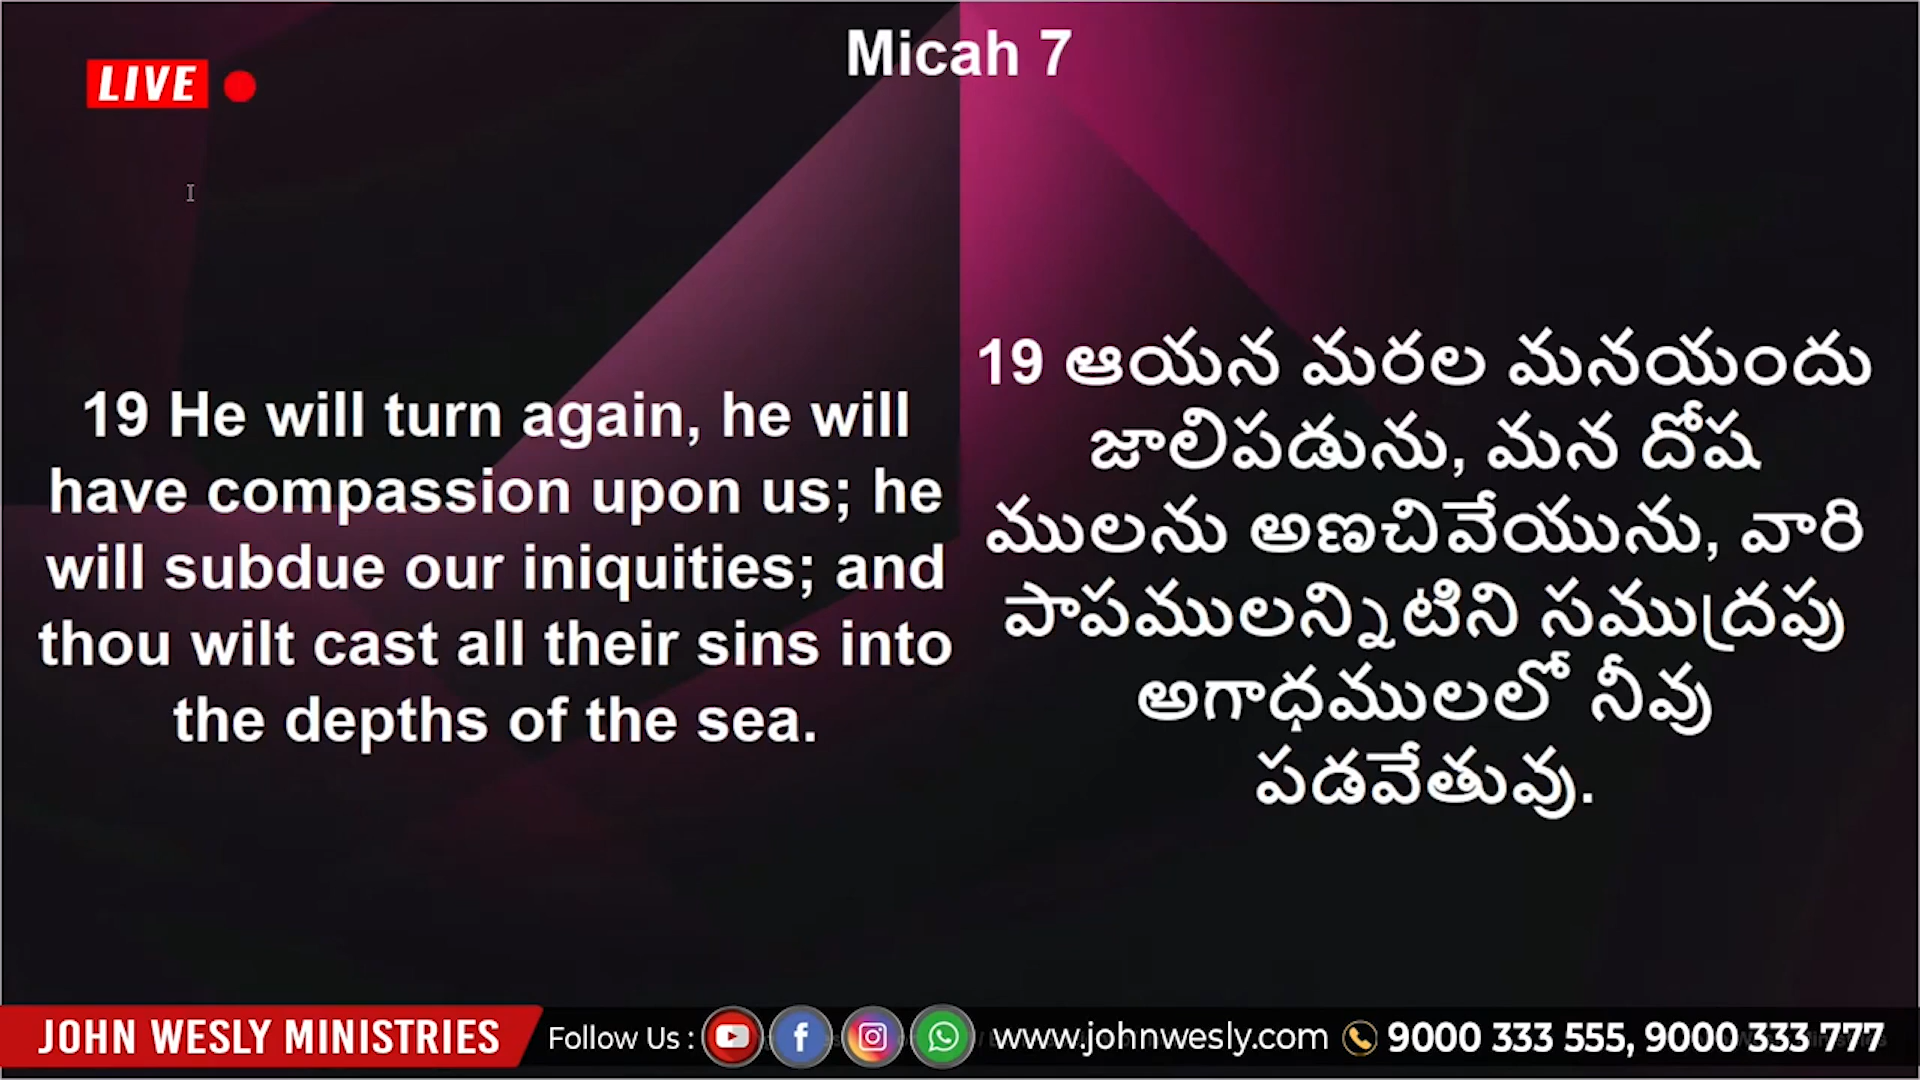 Micah 7
LIVE
19 He will turn again, he will
have compassion upon us; he
will subdue our iniquities; and
thou wilt cast all their sins into
the depths of the sea.
19 ఆయన మరల మనయందు
జాలిపడును, మన దోష
ములను అణచివేయును, వారి
పాపములన్నిటిని సముద్రపు
అగాధములలో నీవు
పడవేతువు.
JOHN WESLY MINISTRIES Follow Us : www.johnwesly.com 9000 333 555, 9000 333 777